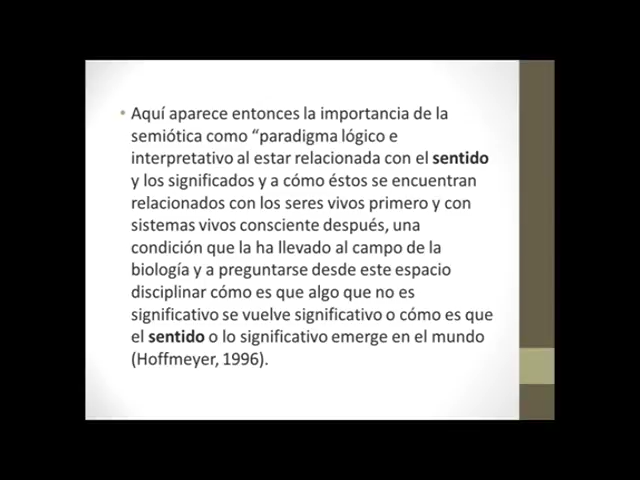 • Aquí aparece entonces la importancia de la
semiótica como “paradigma lógico e
interpretativo al estar relacionada con el sentido
y los significados y a cómo éstos se encuentran
relacionados con los seres vivos primero y con
sistemas vivos consciente después, una
condición que la ha llevado al campo de la
biología y a preguntarse desde este espacio
disciplinar cómo es que algo que no es
significativo se vuelve significativo o cómo es que
el sentido o lo significativo emerge en el mundo
(Hoffmeyer, 1996).